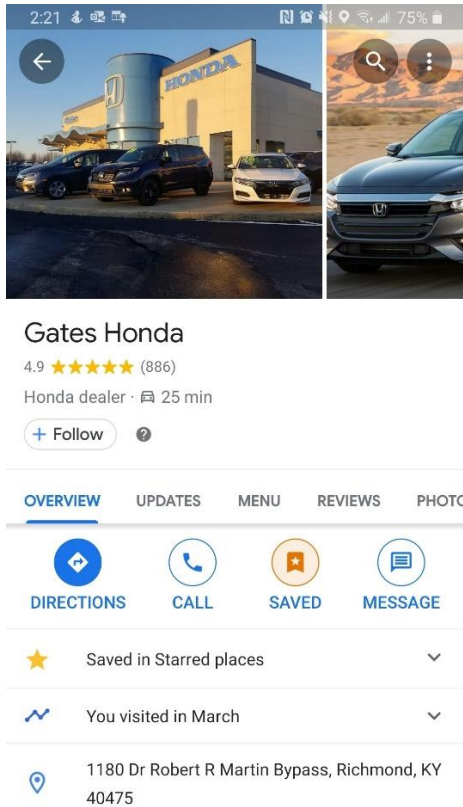 2:21 75%
HONDA
Gates Honda
4.9 (886)
Honda dealer · 25 min
+ Follow ?
OVERVIEW UPDATES MENU REVIEWS PHOTO
DIRECTIONS CALL SAVED MESSAGE
Saved in Starred places
You visited in March
1180 Dr Robert R Martin Bypass, Richmond, KY
40475